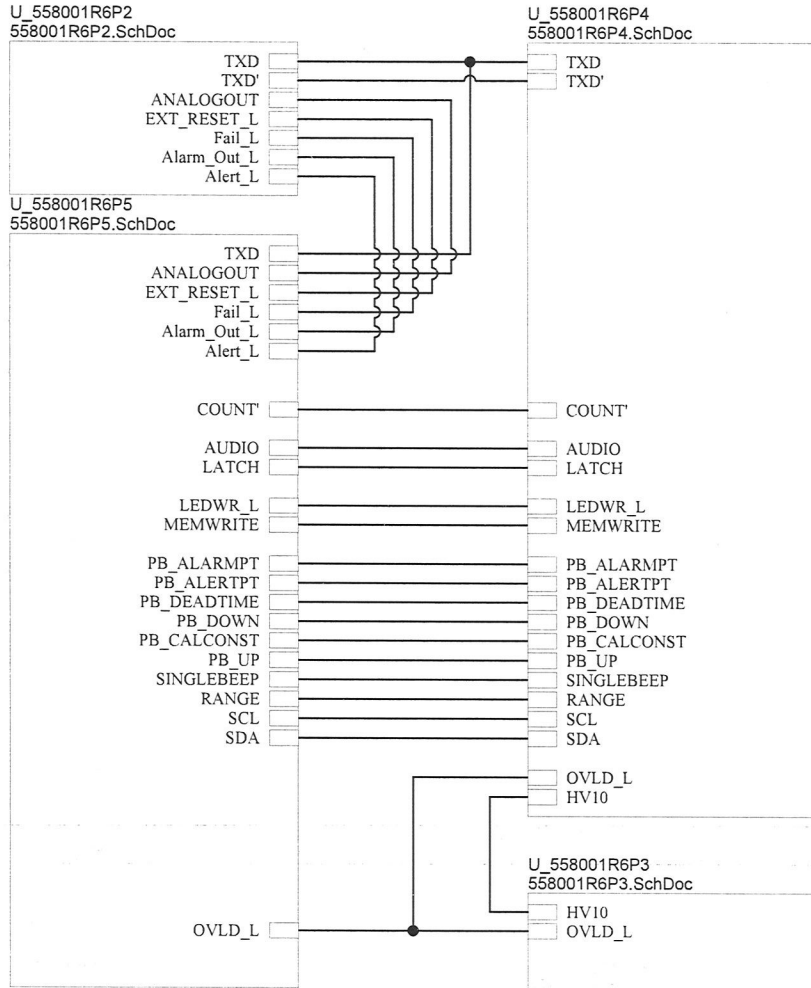 U_558001R6P2
558001R6P2.SchDoc
TXD
TXD'
ANALOGOUT
EXT_RESET_L
Fail_L
Alarm_Out_L
Alert_L
U_558001R6P5
558001R6P5.SchDoc
TXD
ANALOGOUT
EXT_RESET_L
Fail_L
Alarm_Out_L
Alert_L
COUNT'
AUDIO
LATCH
LEDWR_L
MEMWRITE
PB_ALARMPT
PB_ALERTPT
PB_DEADTIME
PB_DOWN
PB_CALCONST
PB_UP
SINGLEBEEP
RANGE
SCL
SDA
OVLD_L
U_558001R6P4
558001R6P4.SchDoc
TXD
TXD'
COUNT'
AUDIO
LATCH
LEDWR_L
MEMWRITE
PB_ALARMPT
PB_ALERTPT
PB_DEADTIME
PB_DOWN
PB_CALCONST
PB_UP
SINGLEBEEP
RANGE
SCL
SDA
OVLD_L
HV10
U_558001R6P3
558001R6P3.SchDoc
HV10
OVLD_L